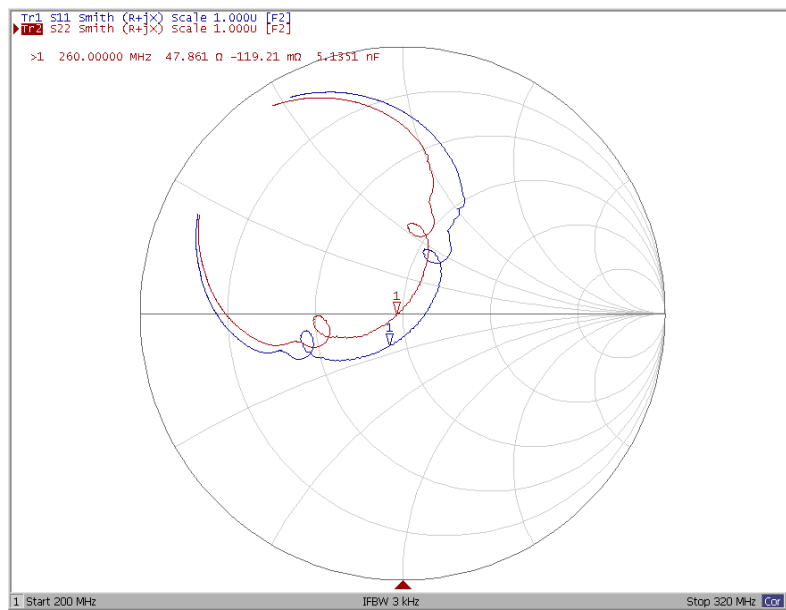 Tr1 S11 Smith (R+jX) Scale 1.000U [F2]
Tr2 S22 Smith (R+jX) Scale 1.000U [F2]
>1 260.00000 MHz 47.861 Ω -119.21 mΩ 5.1351 nF
1
1
1 Start 200 MHz IFBW 3 kHz Stop 320 MHz Cor